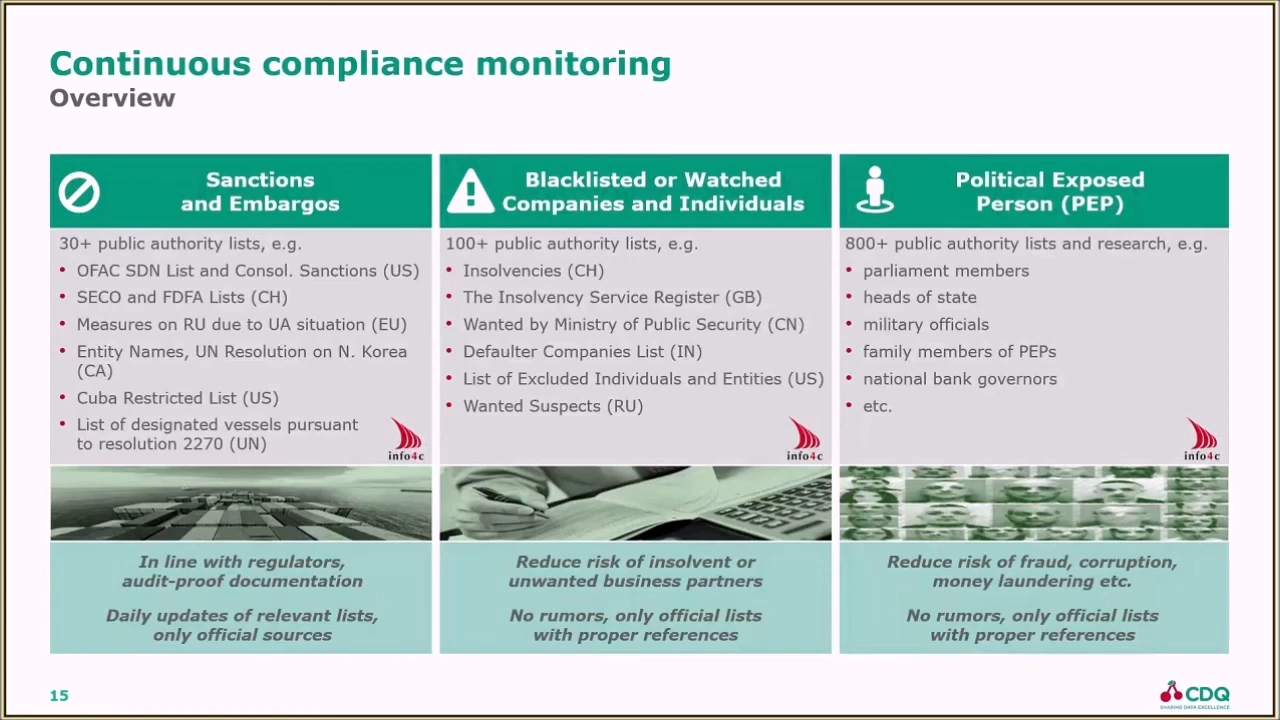 Continuous compliance monitoring
Overview
Sanctions
and Embargos
30+ public authority lists, e.g.
• OFAC SDN List and Consol. Sanctions (US)
• SECO and FDFA Lists (CH)
• Measures on RU due to UA situation (EU)
• Entity Names, UN Resolution on N. Korea
(CA)
• Cuba Restricted List (US)
• List of designated vessels pursuant
to resolution 2270 (UN)
info4c
In line with regulators,
audit-proof documentation
Daily updates of relevant lists,
only official sources
Blacklisted or Watched
Companies and Individuals
100+ public authority lists, e.g.
• Insolvencies (CH)
• The Insolvency Service Register (GB)
• Wanted by Ministry of Public Security (CN)
• Defaulter Companies List (IN)
• List of Excluded Individuals and Entities (US)
• Wanted Suspects (RU)
info4c
Reduce risk of insolvent or
unwanted business partners
No rumors, only official lists
with proper references
Political Exposed
Person (PEP)
800+ public authority lists and research, e.g.
• parliament members
• heads of state
• military officials
• family members of PEPs
• national bank governors
• etc.
info4c
Reduce risk of fraud, corruption,
money laundering etc.
No rumors, only official lists
with proper references
15
CDQ
SHARING DATA EXCELLENCE